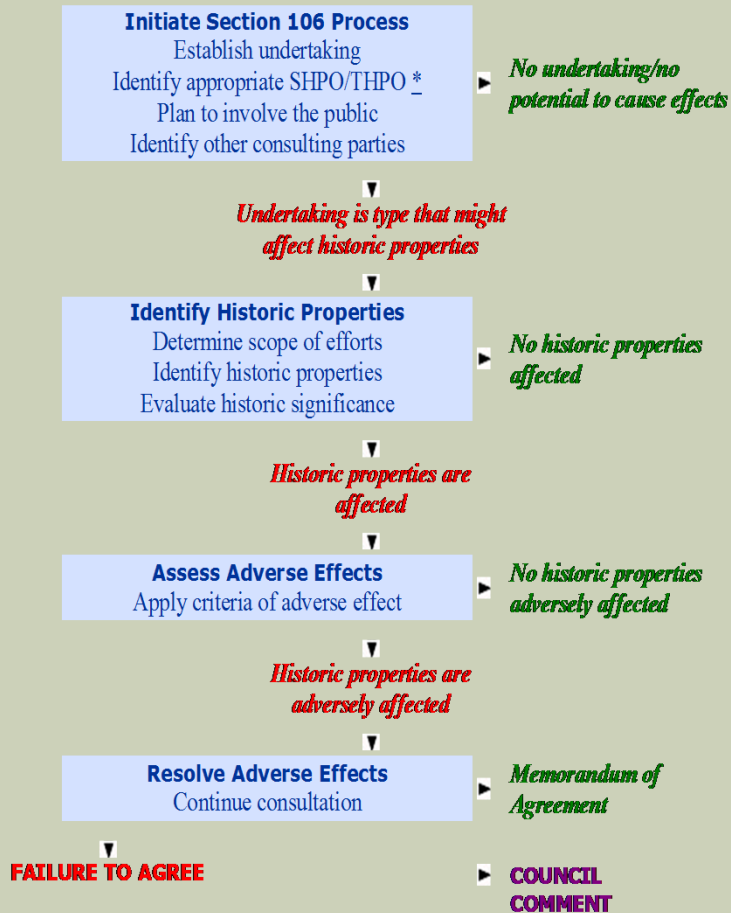 Initiate Section 106 Process
Establish undertaking
Identify appropriate SHPO/THPO *
Plan to involve the public
Identify other consulting parties
No undertaking/no
potential to cause effects
Undertaking is type that might
affect historic properties
Identify Historic Properties
Determine scope of efforts
Identify historic properties
Evaluate historic significance
No historic properties
affected
Historic properties are
affected
Assess Adverse Effects
Apply criteria of adverse effect
No historic properties
adversely affected
Historic properties are
adversely affected
Resolve Adverse Effects
Continue consultation
Memorandum of
Agreement
FAILURE TO AGREE
COUNCIL
COMMENT